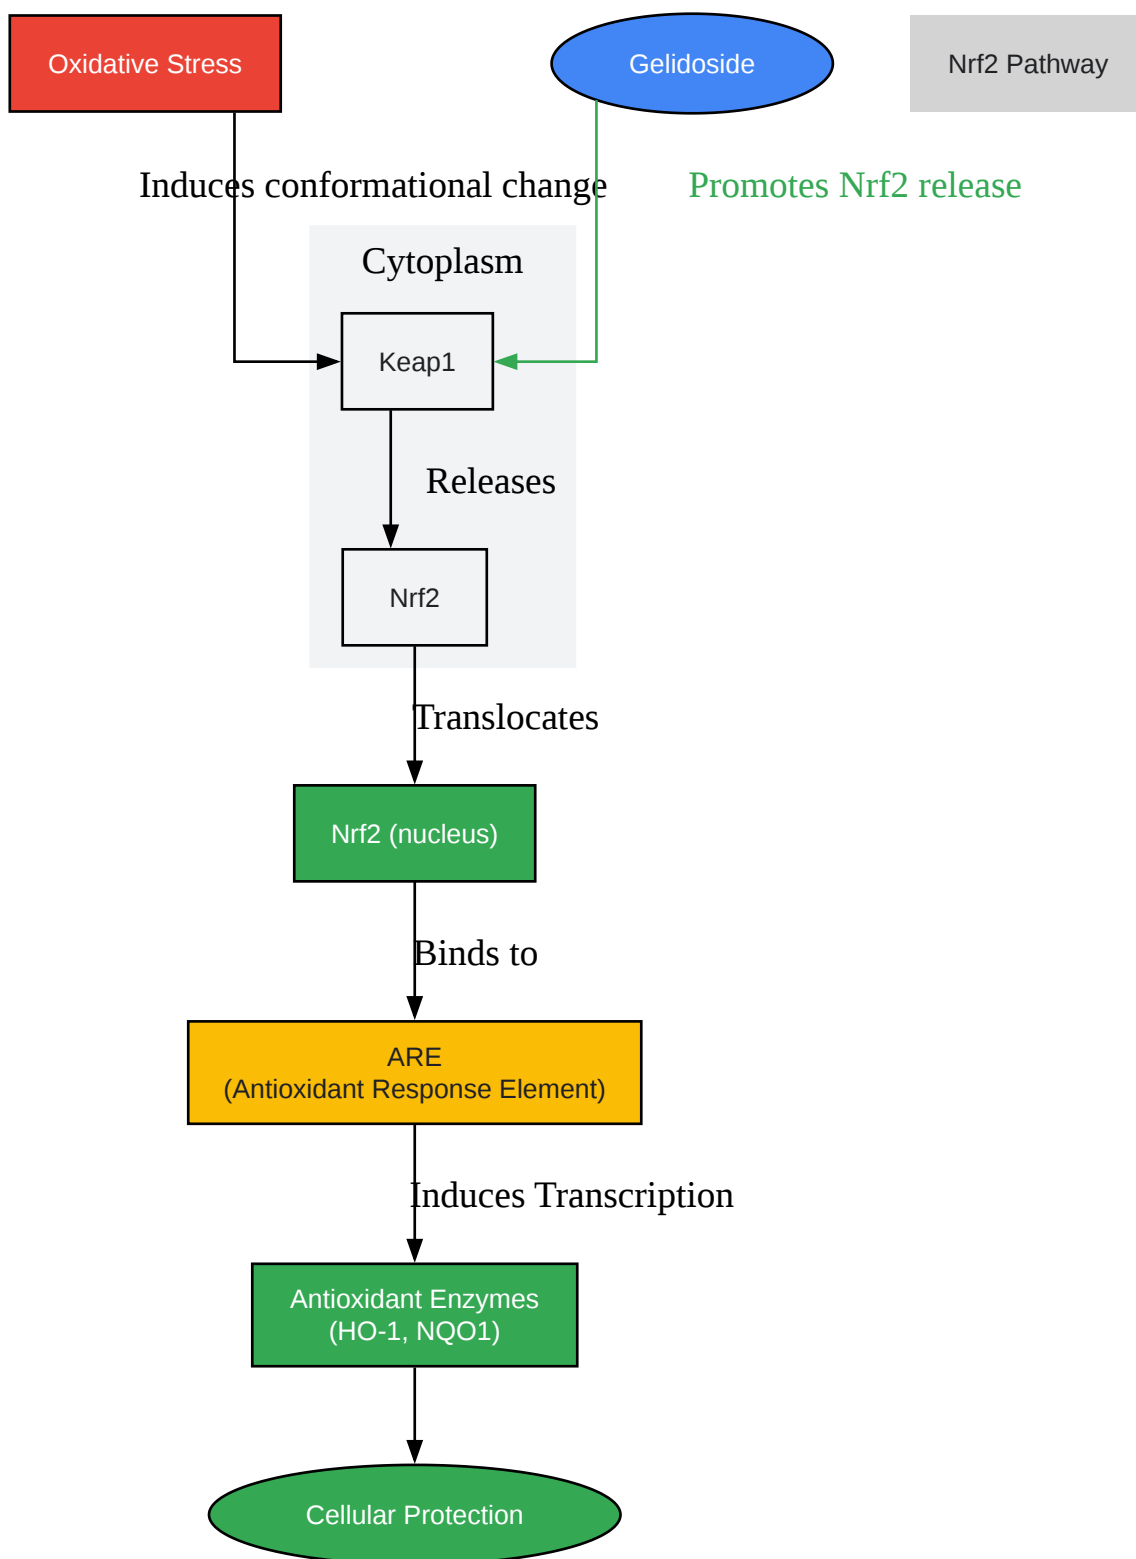 Oxidative Stress
Gelidoside
Nrf2 Pathway
Induces conformational change
Promotes Nrf2 release
Cytoplasm
Keap1
Releases
Nrf2
Translocates
Nrf2 (nucleus)
Binds to
ARE
(Antioxidant Response Element)
Induces Transcription
Antioxidant Enzymes
(HO-1, NQO1)
Cellular Protection